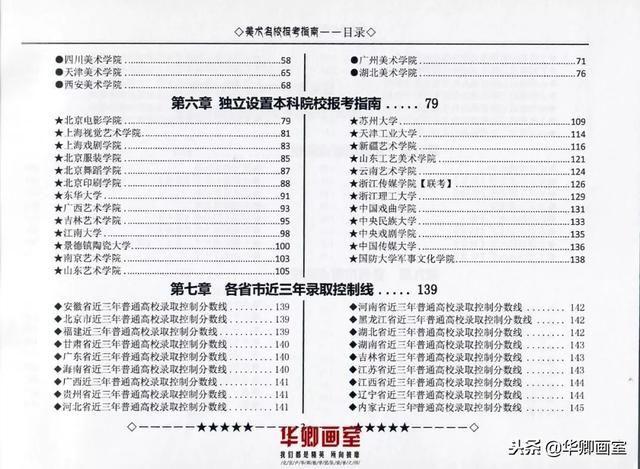 ◇美术名校报考指南——目录◇
●四川美术学院 58
●天津美术学院 65
●西安美术学院 68
●广州美术学院 71
●湖北美术学院 76
第六章 独立设置本科院校报考指南 ..... 79
★北京电影学院 79
★上海视觉艺术学院 81
★上海戏剧学院 83
★北京服装学院 85
★北京舞蹈学院 87
★北京印刷学院 88
★东华大学 91
★广西艺术学院 93
★吉林艺术学院 95
★江南大学 98
★景德镇陶瓷大学 100
★南京艺术学院 103
★山东艺术学院 105
★苏州大学 109
★天津工业大学 114
★新疆艺术学院 116
★山东工艺美术学院 121
★云南艺术学院 124
★浙江传媒学院【联考】 126
★浙江理工大学 129
★中国戏曲学院 131
★中央民族大学 133
★中央戏剧学院 135
★中国传媒大学 136
★国防大学军事文化学院 138
第七章 各省市近三年录取控制线 ..... 139
◆安徽省近三年普通高校录取控制分数线 139
◆北京市近三年普通高校录取控制分数线 139
◆福建近三年普通高校录取控制分数线 139
◆甘肃省近三年普通高校录取控制分数线 140
◆广东省近三年普通高校录取控制分数线 140
◆海南省近三年普通高校录取控制分数线 140
◆广西近三年普通高校录取控制分数线 141
◆贵州省近三年普通高校录取控制分数线 141
◆河北省近三年普通高校录取控制分数线 141
◆河南省近三年普通高校录取控制分数线 142
◆黑龙江省近三年普通高校录取控制分数线 142
◆湖北省近三年普通高校录取控制分数线 142
◆湖南省近三年普通高校录取控制分数线 143
◆吉林省近三年普通高校录取控制分数线 143
◆江苏省近三年普通高校录取控制分数线 143
◆江西省近三年普通高校录取控制分数线 144
◆辽宁省近三年普通高校录取控制分数线 144
◆内蒙古近三年普通高校录取控制分数线 145
华卿画室
我们都是精英 所向披靡
头条@华卿画室